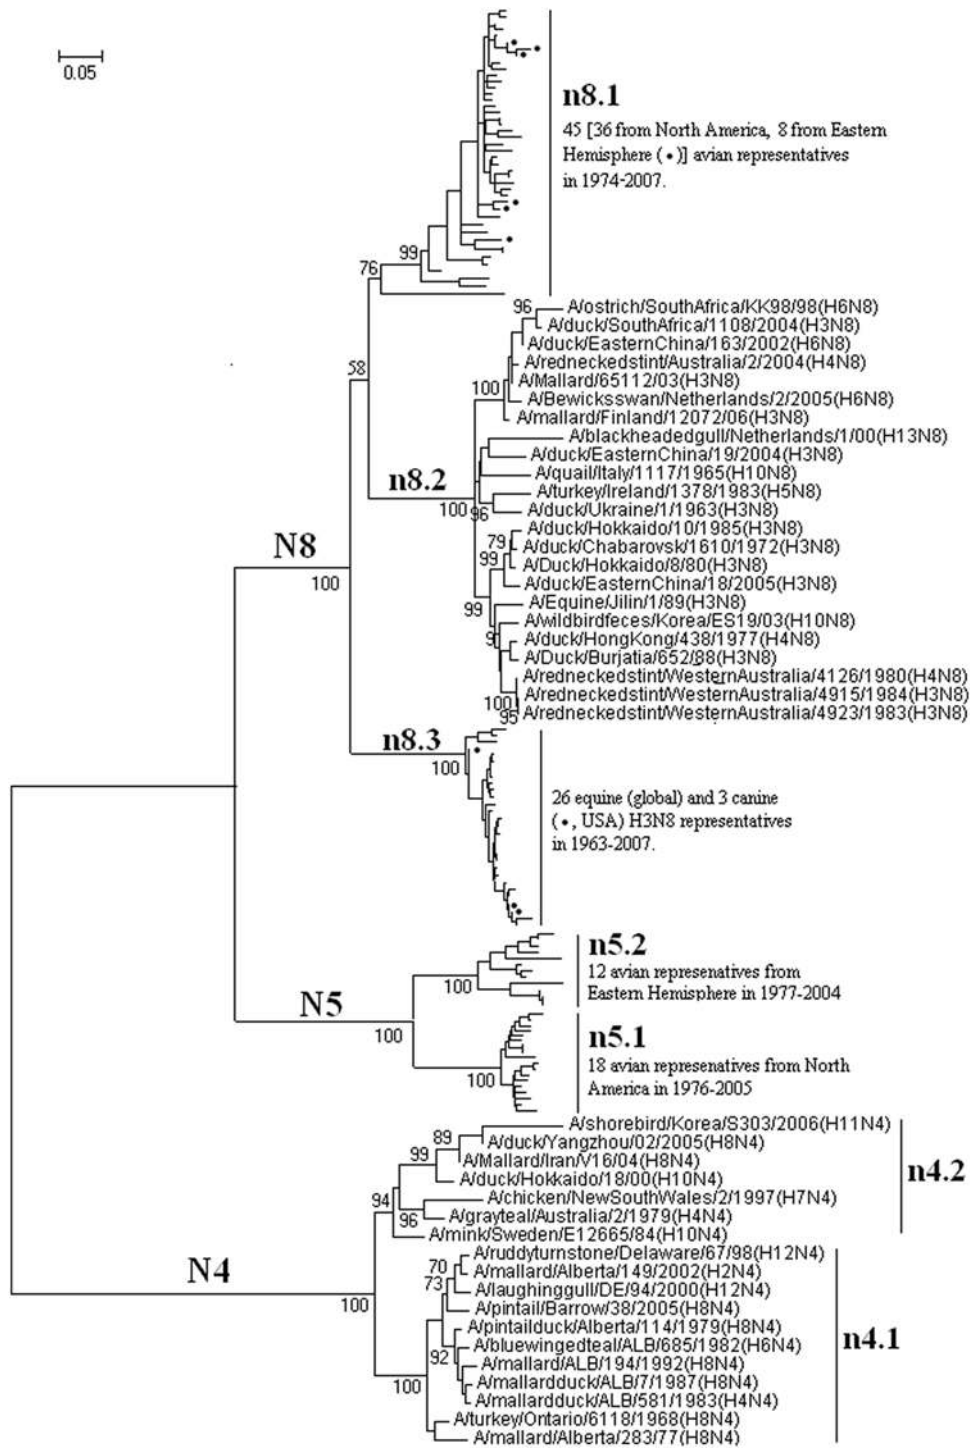 0.05
n8.1
45 [36 from North America, 8 from Eastern
Hemisphere (•)] avian representatives
in 1974-2007.
99
76
96
A/ostrich/SouthAfrica/KK98/98(H6N8)
A/duck/SouthAfrica/1108/2004(H3N8)
A/duck/EasternChina/163/2002(H6N8)
A/redneckedstint/Australia/2/2004(H4N8)
58
A/Mallard/65112/03(H3N8)
100
A/Bewicksswan/Netherlands/2/2005(H6N8)
A/mallard/Finland/12072/06(H3N8)
A/blackheadedgull/Netherlands/1/00(H13N8)
A/duck/EasternChina/19/2004(H3N8)
n8.2
A/quail/Italy/1117/1965(H10N8)
A/turkey/Ireland/1378/1983(H5N8)
100
96
A/duck/Ukraine/1/1963(H3N8)
A/duck/Hokkaido/10/1985(H3N8)
N8
79
A/duck/Chabarovsk/1610/1972(H3N8)
99
A/Duck/Hokkaido/8/80(H3N8)
100
A/duck/EasternChina/18/2005(H3N8)
99
A/Equine/Jilin/1/89(H3N8)
A/wildbirdfeces/Korea/ES19/03(H10N8)
9
A/duck/HongKong/438/1977(H4N8)
A/Duck/Burjatia/652/88(H3N8)
A/redneckedstint/WesternAustralia/4126/1980(H4N8)
100
A/redneckedstint/WesternAustralia/4915/1984(H3N8)
95
A/redneckedstint/WesternAustralia/4923/1983(H3N8)
n8.3
100
26 equine (global) and 3 canine
(•, USA) H3N8 representatives
in 1963-2007.
n5.2
12 avian represenatives from
Eastern Hemisphere in 1977-2004
100
N5
100
n5.1
18 avian represenatives from North
America in 1976-2005
100
A/shorebird/Korea/S303/2006(H11N4)
89
A/duck/Yangzhou/02/2005(H8N4)
99
A/Mallard/Iran/V16/04(H8N4)
n4.2
A/duck/Hokkaido/18/00(H10N4)
94
A/chicken/NewSouthWales/2/1997(H7N4)
96
A/grayteal/Australia/2/1979(H4N4)
A/mink/Sweden/E12665/84(H10N4)
A/ruddyturnstone/Delaware/67/98(H12N4)
N4
70
A/mallard/Alberta/149/2002(H2N4)
73
A/laughinggull/DE/94/2000(H12N4)
100
A/pintail/Barrow/38/2005(H8N4)
A/pintailduck/Alberta/114/1979(H8N4)
n4.1
A/bluewingedteal/ALB/685/1982(H6N4)
92
A/mallard/ALB/194/1992(H8N4)
100
A/mallardduck/ALB/7/1987(H8N4)
A/mallardduck/ALB/581/1983(H4N4)
A/turkey/Ontario/6118/1968(H8N4)
A/mallard/Alberta/283/77(H8N4)